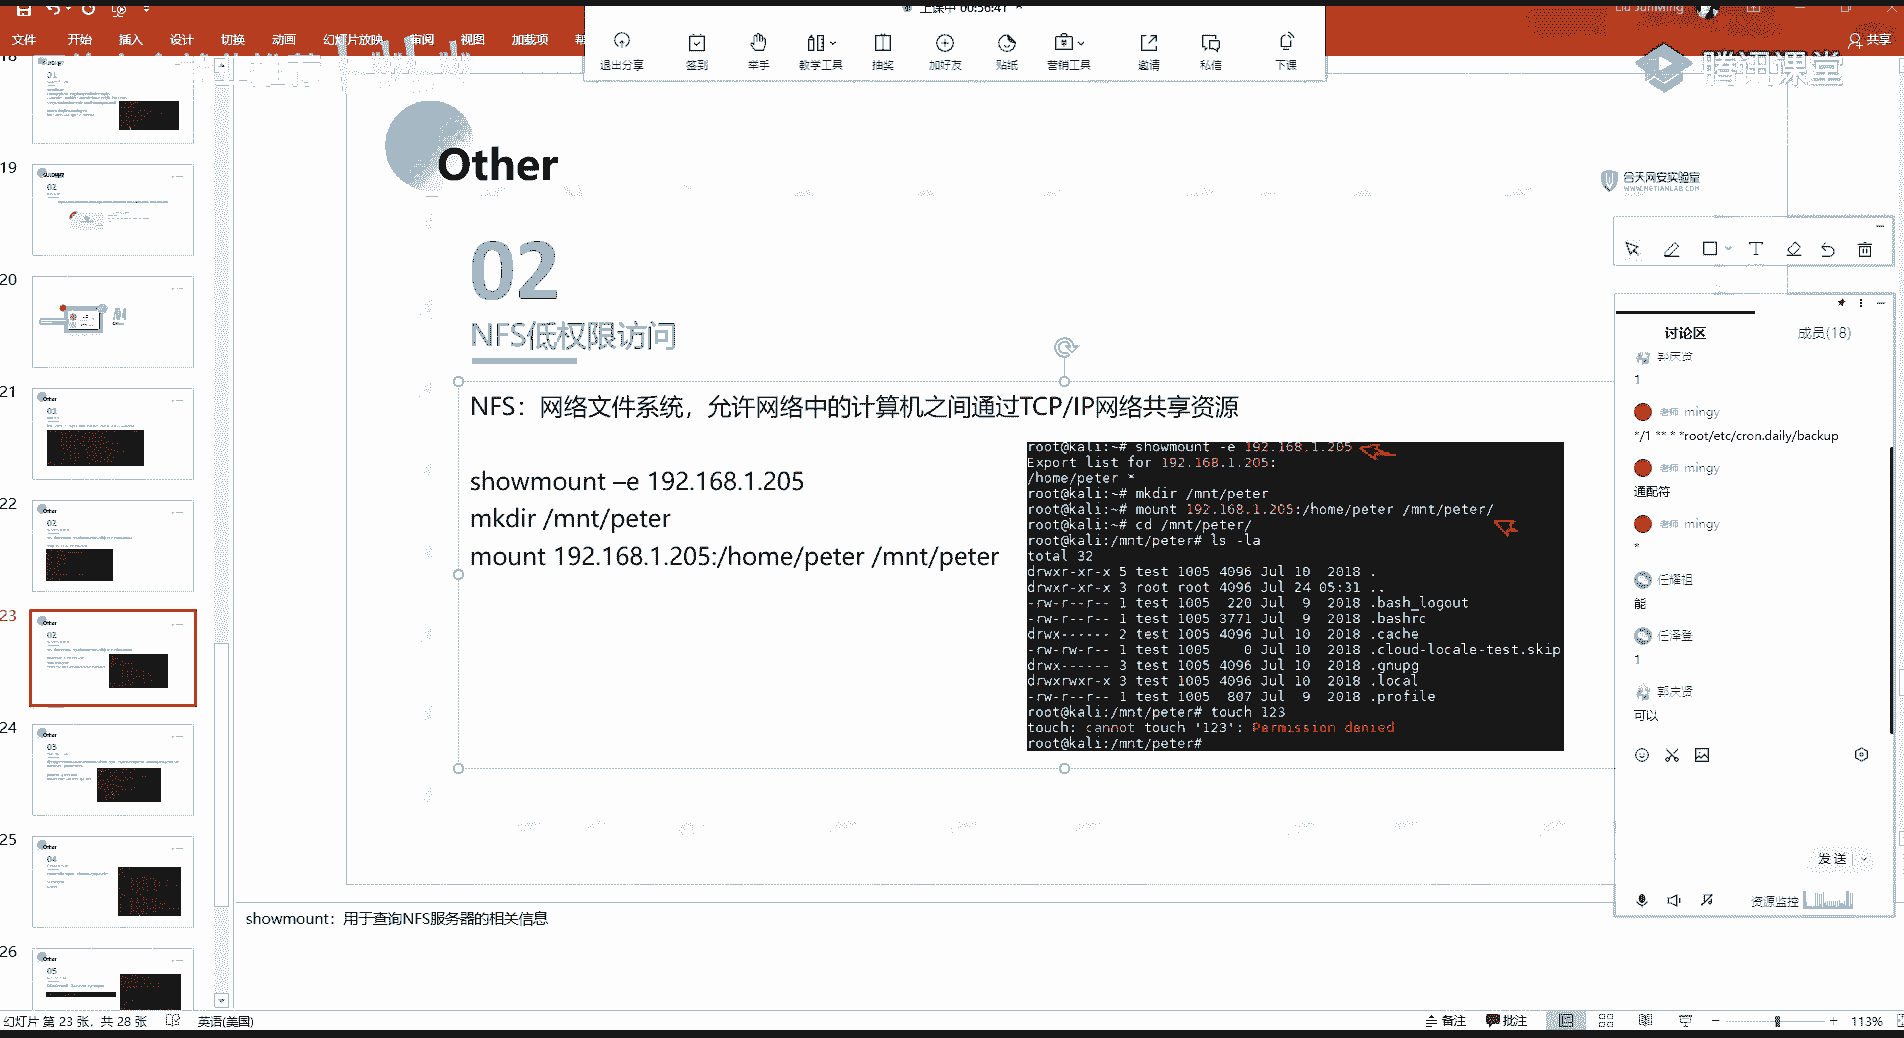 上课中 00:56:41
Liu JunMing
文件 开始 插入 设计 切换 动画 幻灯片放映 审阅 视图 加载项 帮
共享
退出分享 签到 举手 教学工具 抽奖 加好友 贴纸 营销工具 邀请 私信 下课
腾讯课堂
18
19
20
21
22
23
24
25
26
Other
合天网安实验室
WWW.HETIANLAB.COM
02
NFS低权限访问
NFS：网络文件系统，允许网络中的计算机之间通过TCP/IP网络共享资源
showmount –e 192.168.1.205
mkdir /mnt/peter
mount 192.168.1.205:/home/peter /mnt/peter
root@kali:~# showmount -e 192.168.1.205
Export list for 192.168.1.205:
/home/peter *
root@kali:~# mkdir /mnt/peter
root@kali:~# mount 192.168.1.205:/home/peter /mnt/peter/
root@kali:~# cd /mnt/peter/
root@kali:/mnt/peter# ls -la
total 32
drwxr-xr-x 5 test 1005 4096 Jul 10  2018 .
drwxr-xr-x 3 root root 4096 Jul 24 05:31 ..
-rw-r--r-- 1 test 1005  220 Jul  9  2018 .bash_logout
-rw-r--r-- 1 test 1005 3771 Jul  9  2018 .bashrc
drwx------ 2 test 1005 4096 Jul 10  2018 .cache
-rw-rw-r-- 1 test 1005    0 Jul 10  2018 .cloud-locale-test.skip
drwx------ 3 test 1005 4096 Jul 10  2018 .gnupg
drwxrwxr-x 3 test 1005 4096 Jul 10  2018 .local
-rw-r--r-- 1 test 1005  807 Jul  9  2018 .profile
root@kali:/mnt/peter# touch 123
touch: cannot touch '123': Permission denied
root@kali:/mnt/peter#
讨论区 成员(18)
郭庆贤
1
老师 mingy
*/1 ** * *root/etc/cron.daily/backup
老师 mingy
通配符
老师 mingy
*
任耀祖
能
任泽登
1
郭庆贤
可以
发送
资源监控
showmount：用于查询NFS服务器的相关信息
幻灯片 第 23 张，共 28 张 英语(美国)
备注 批注 113%